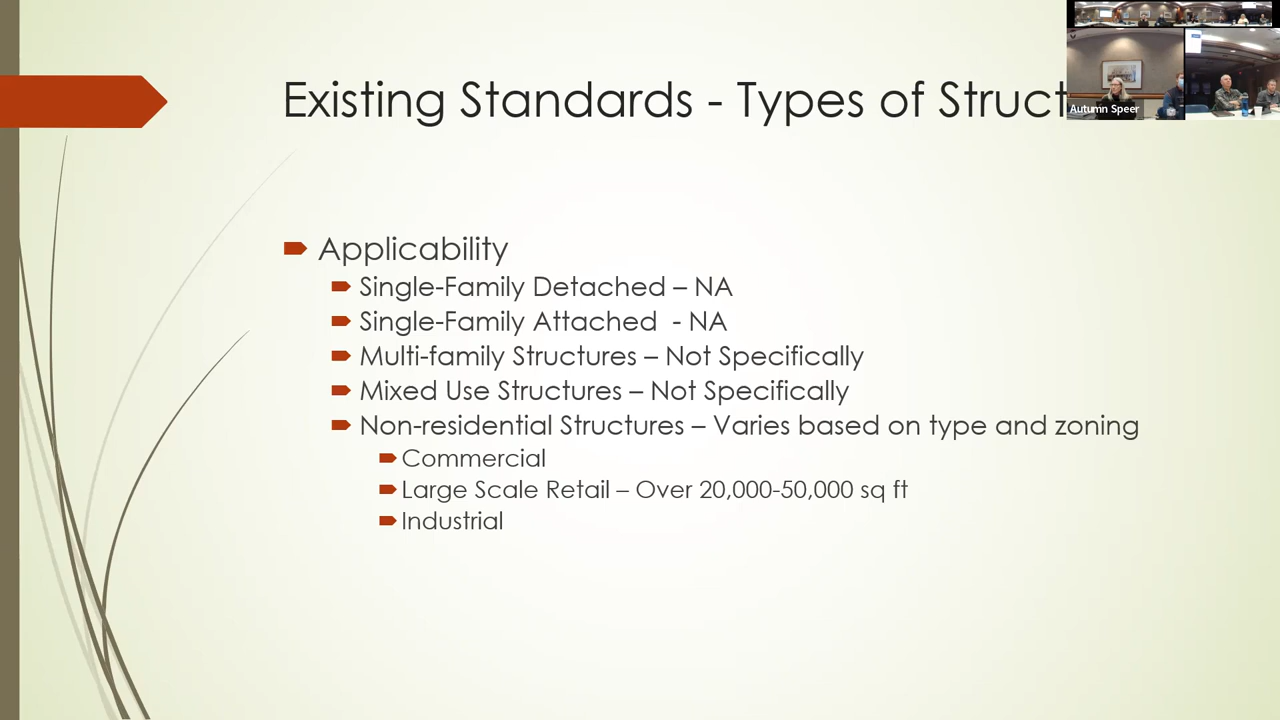 Existing Standards - Types of Struct
Autumn Speer
Applicability
Single-Family Detached – NA
Single-Family Attached - NA
Multi-family Structures – Not Specifically
Mixed Use Structures – Not Specifically
Non-residential Structures – Varies based on type and zoning
Commercial
Large Scale Retail – Over 20,000-50,000 sq ft
Industrial